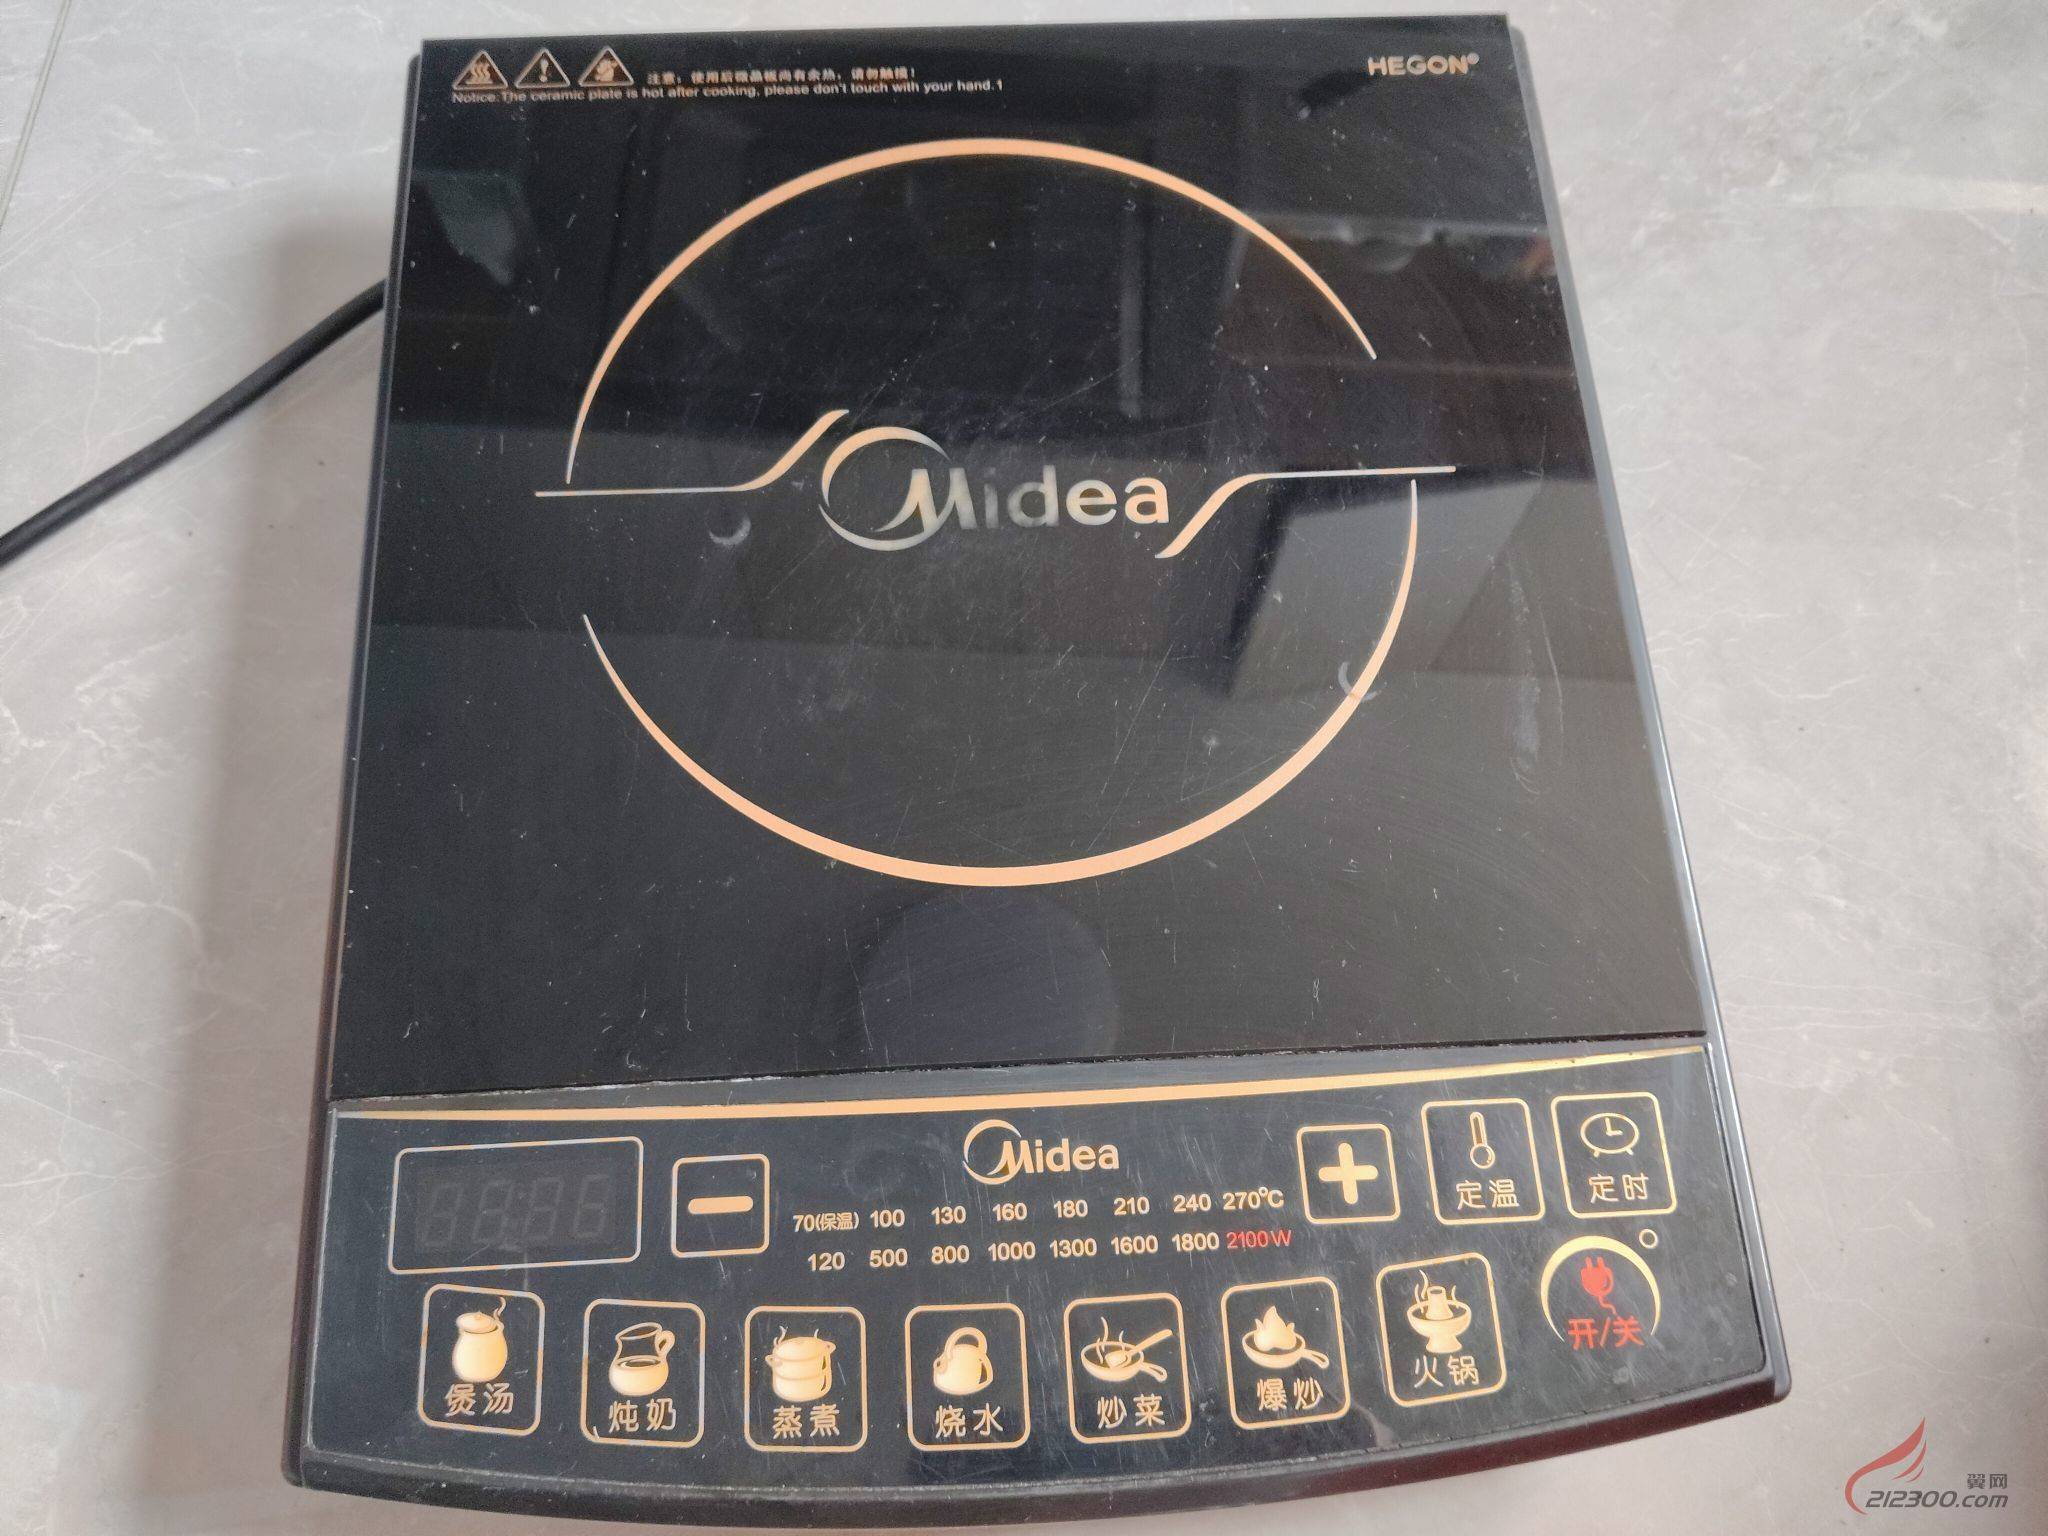 注意：使用后微晶板尚有余热，请勿触摸！
HEGON®
Notice:The ceramic plate is hot after cooking, please don't touch with your hand.1
Midea
Midea
70(保温) 100 130 160 180 210 240 270°C
120 500 800 1000 1300 1600 1800 2100W
定温
定时
开/关
煲汤
炖奶
蒸煮
烧水
炒菜
爆炒
火锅
翼网
212300.com